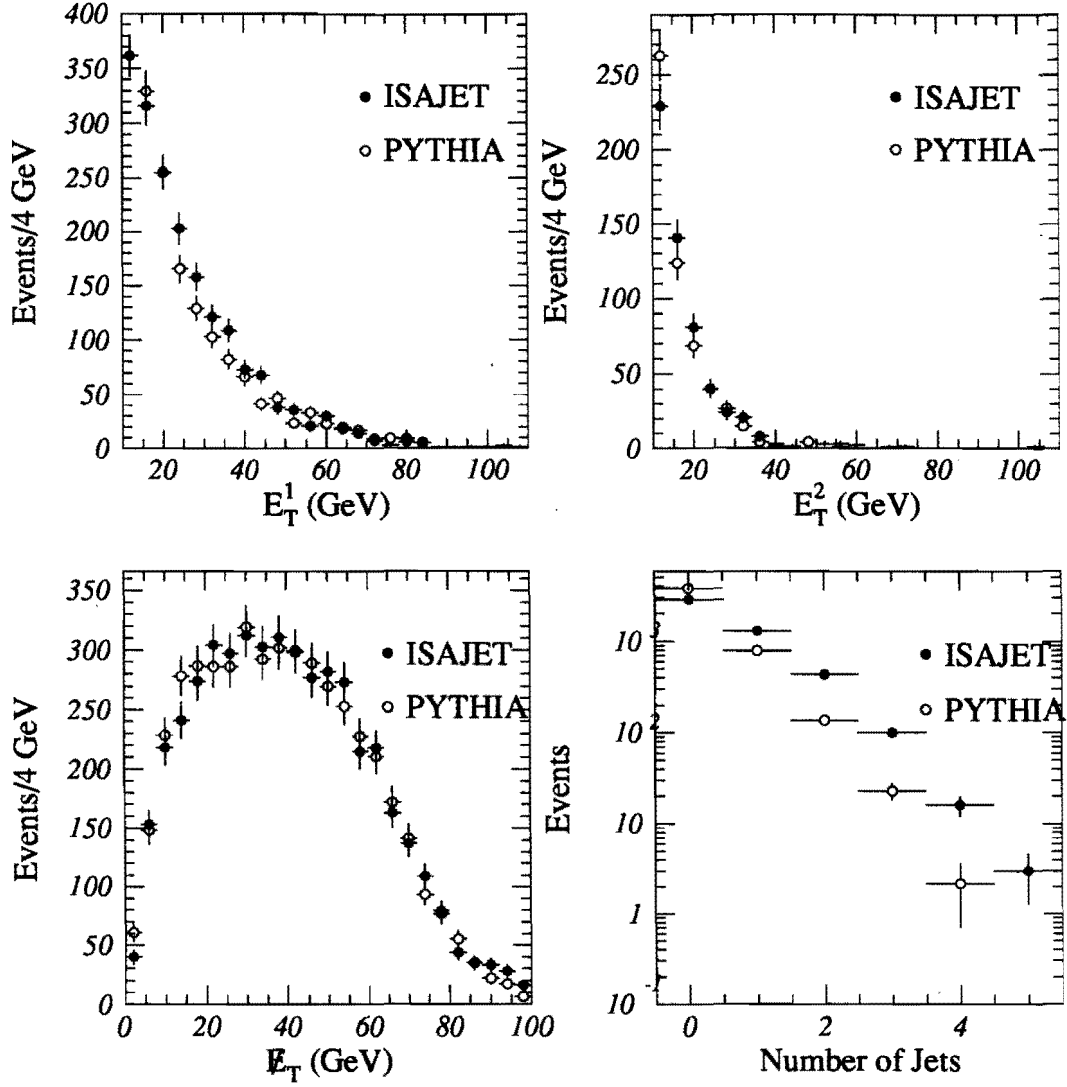 400
350
300
250
200
150
100
50
0
Events/4 GeV
● ISAJET
○ PYTHIA
20 40 60 80 100
E_T^1 (GeV)
250
200
150
100
50
0
Events/4 GeV
● ISAJET
○ PYTHIA
20 40 60 80 100
E_T^2 (GeV)
350
300
250
200
150
100
50
0
Events/4 GeV
● ISAJET
○ PYTHIA
0 20 40 60 80 100
E̸_T (GeV)
10
10
10
1
10
Events
● ISAJET
○ PYTHIA
0 2 4
Number of Jets